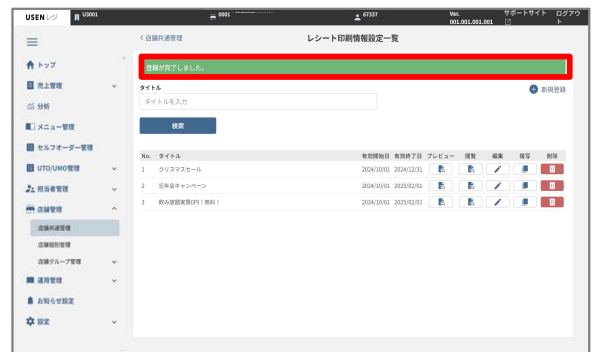 USEN レジ
U3001
0001
67337
Ver.
001.001.001.001
サポートサイト
ログアウト
< 店舗共通管理
レシート印刷情報設定一覧
トップ
売上管理
分析
メニュー管理
セルフオーダー管理
UTO/UMO管理
担当者管理
店舗管理
店舗共通管理
店舗個別管理
店舗グループ管理
運用管理
お知らせ設定
設定
登録が完了しました。
タイトル
新規登録
タイトルを入力
検索
No. タイトル 有効開始日 有効終了日 プレビュー 閲覧 編集 複写 削除
1 クリスマスセール 2024/10/01 2024/12/31
2 忘年会キャンペーン 2024/10/01 2025/02/01
3 飲み放題実質0円！無料！ 2024/10/01 2025/02/01